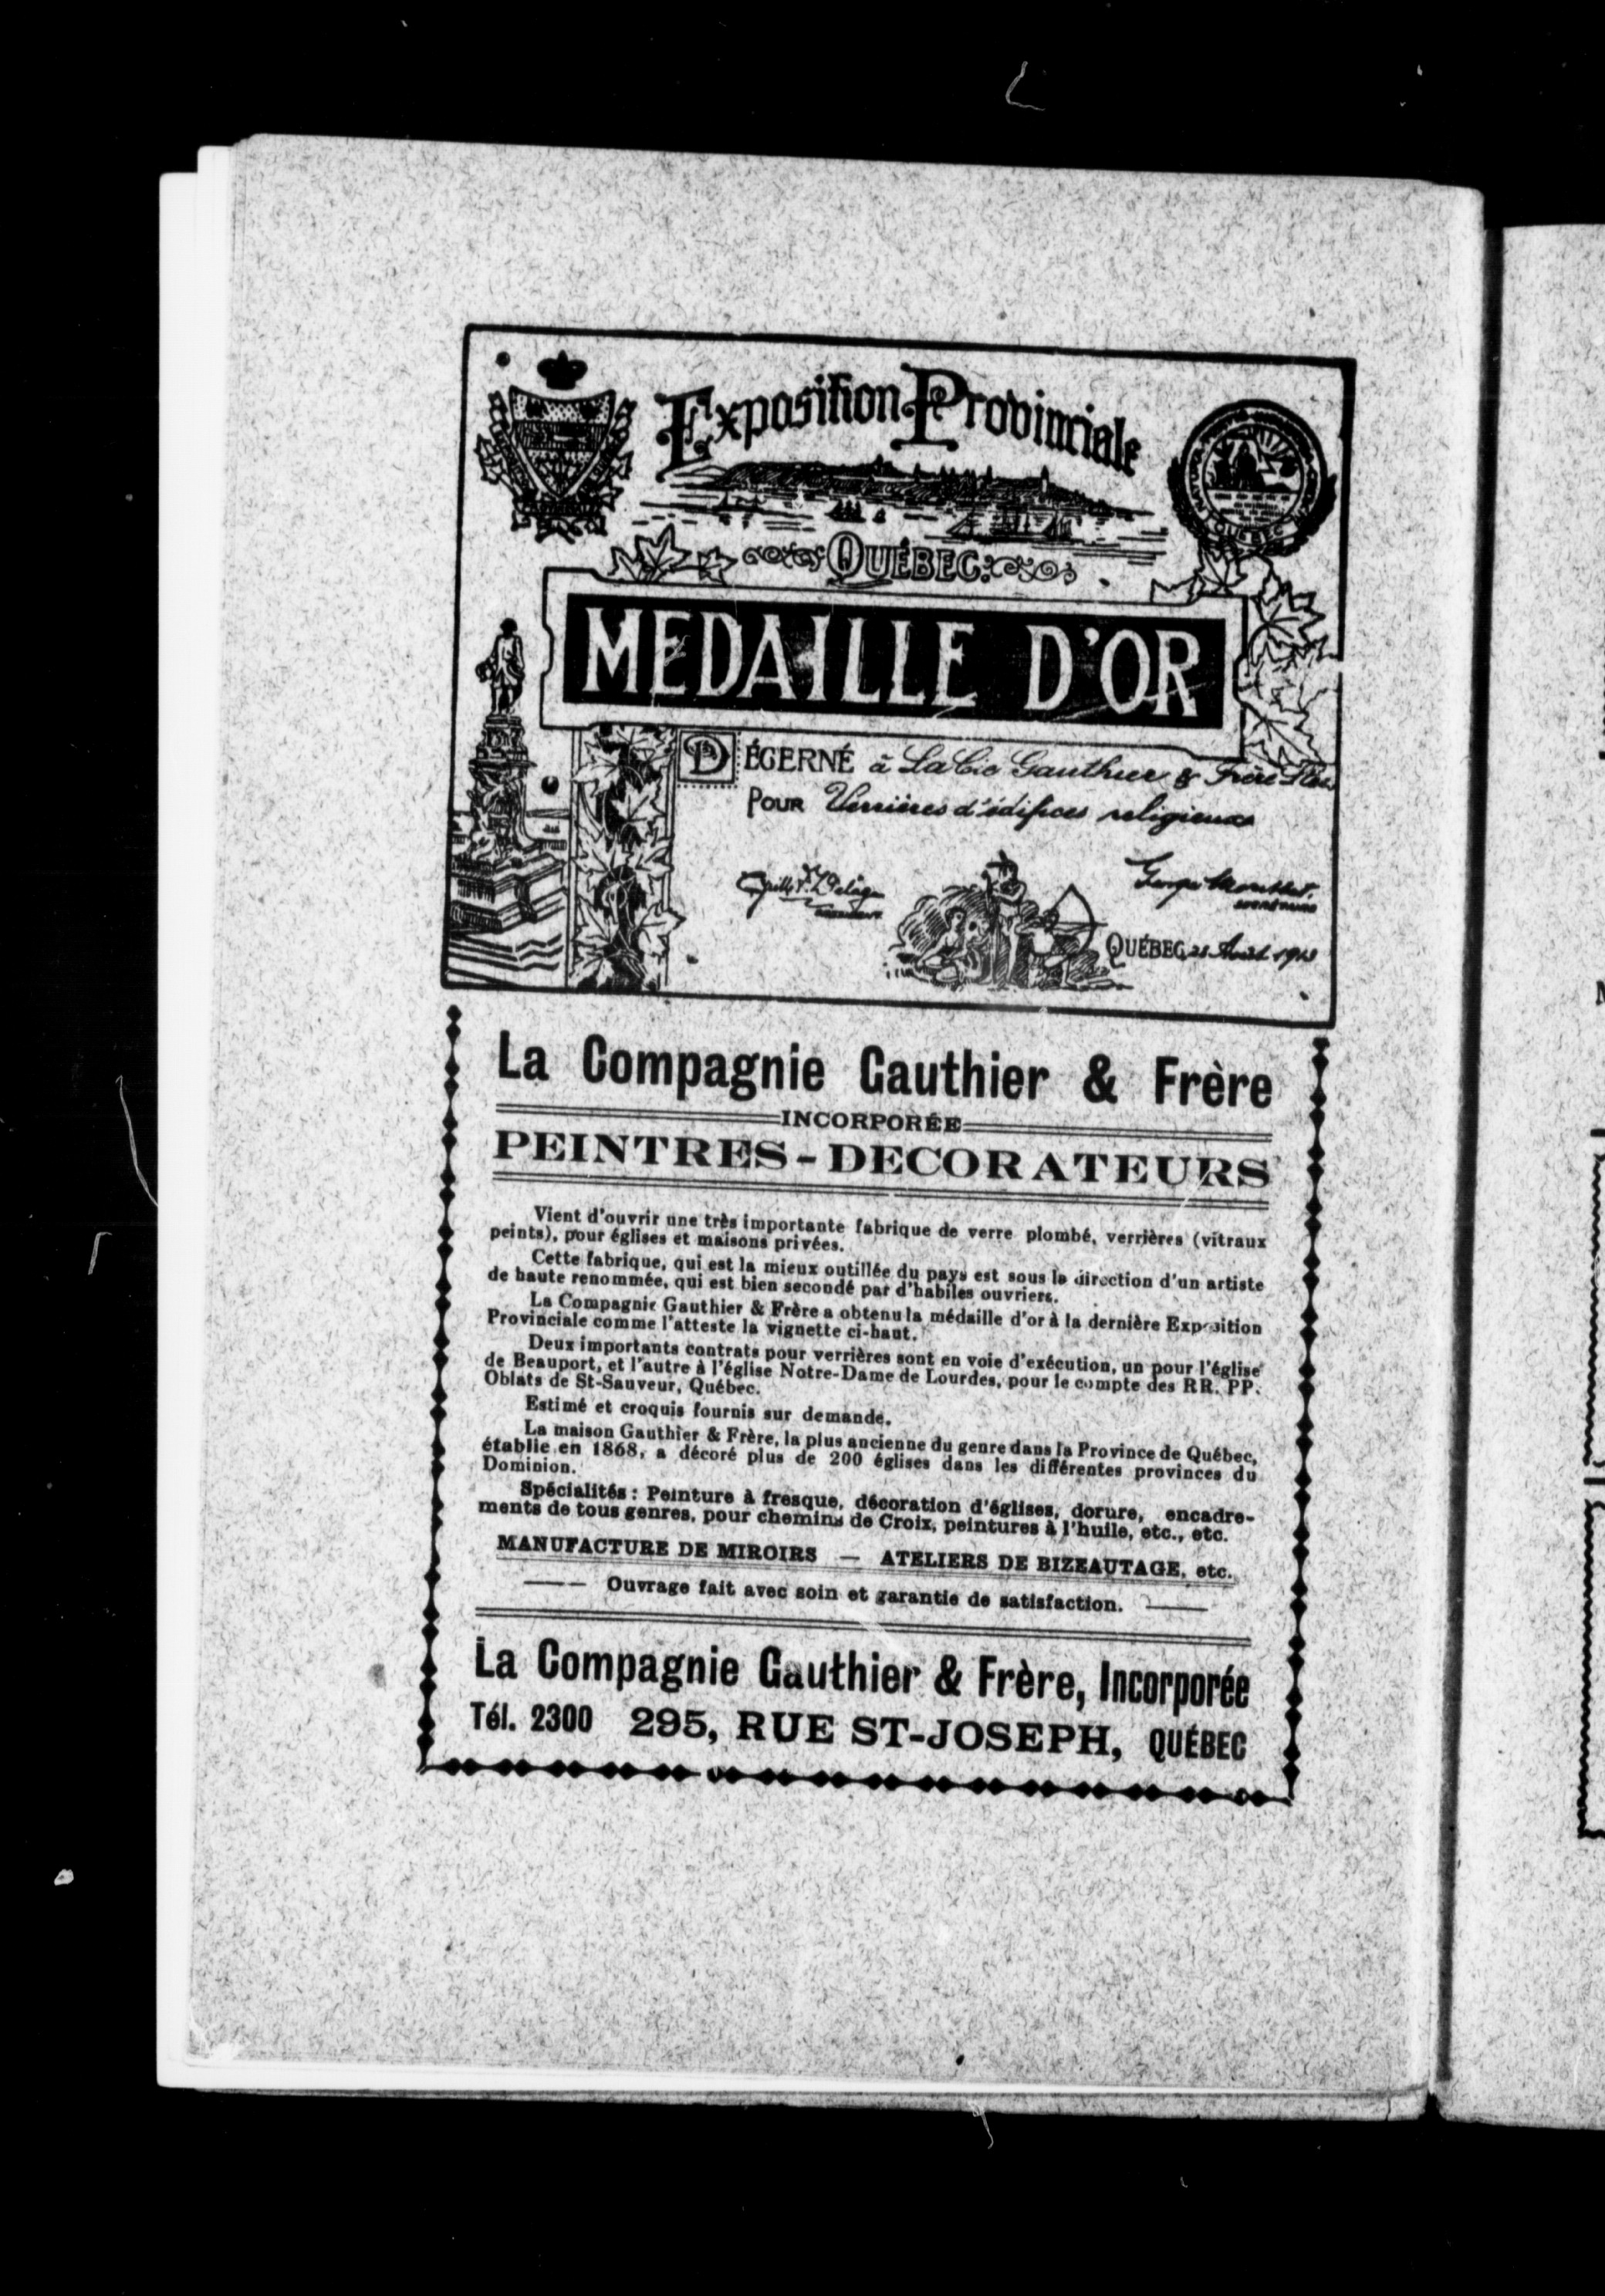 Exposition Provinciale
QUÉBEC.
MEDAILLE D'OR
DÉCERNÉ à La Cie Gauthier & Frère
POUR Verrières d'édifices religieux
QUÉBEC, Août
La Compagnie Gauthier & Frère
INCORPORÉE
PEINTRES-DECORATEURS
Vient d'ouvrir une très importante fabrique de verre plombé, verrières (vitraux
peints), pour églises et maisons privées.
Cette fabrique, qui est la mieux outillée du pays est sous la direction d'un artiste
de haute renommée, qui est bien secondé par d'habiles ouvriers.
La Compagnie Gauthier & Frère a obtenu la médaille d'or à la dernière Exposition
Provinciale comme l'atteste la vignette ci-haut.
Deux importants contrats pour verrières sont en voie d'exécution, un pour l'église
de Beauport, et l'autre à l'église Notre-Dame de Lourdes, pour le compte des RR. PP.
Oblats de St-Sauveur, Québec.
Estimé et croquis fournis sur demande.
La maison Gauthier & Frère, la plus ancienne du genre dans la Province de Québec,
établie en 1868, a décoré plus de 200 églises dans les différentes provinces du
Dominion.
Spécialités : Peinture à fresque, décoration d'églises, dorure, encadre-
ments de tous genres, pour chemins de Croix, peintures à l'huile, etc., etc.
MANUFACTURE DE MIROIRS — ATELIERS DE BIZEAUTAGE, etc.
Ouvrage fait avec soin et garantie de satisfaction.
La Compagnie Gauthier & Frère, Incorporée
Tél. 2300 295, RUE ST-JOSEPH, QUÉBEC